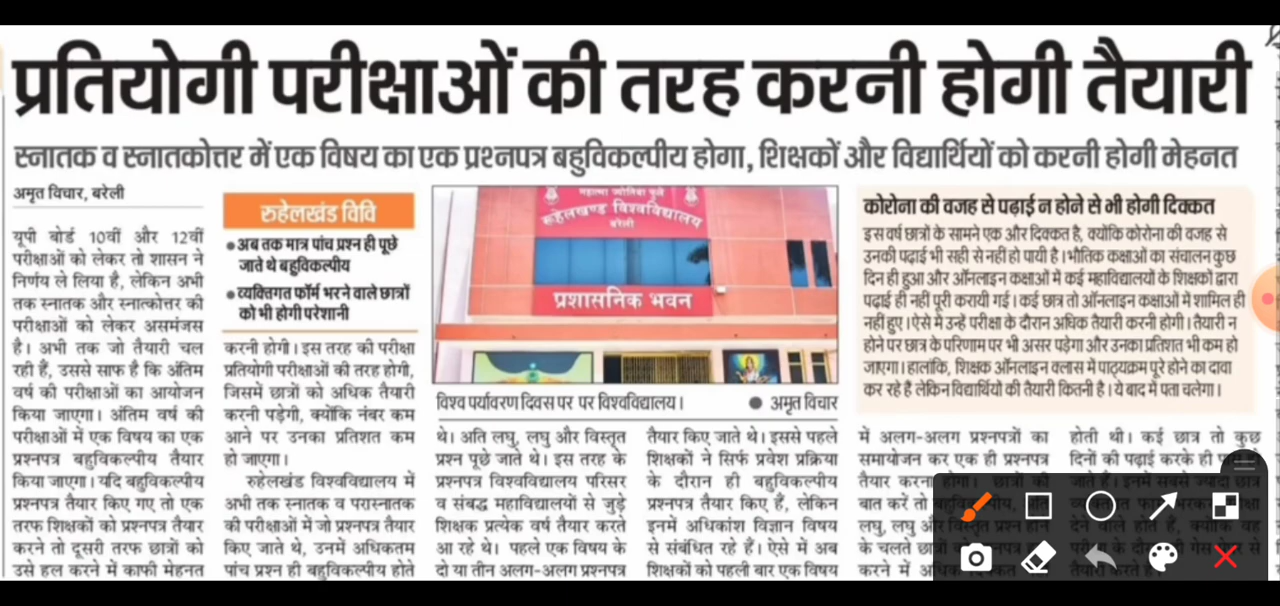 प्रतियोगी परीक्षाओं की तरह करनी होगी तैयारी
स्नातक व स्नातकोत्तर में एक विषय का एक प्रश्नपत्र बहुविकल्पीय होगा, शिक्षकों और विद्यार्थियों को करनी होगी मेहनत
अमृत विचार, बरेली
यूपी बोर्ड 10वीं और 12वीं
परीक्षाओं को लेकर तो शासन ने
निर्णय ले लिया है, लेकिन अभी
तक स्नातक और स्नात्कोत्तर की
परीक्षाओं को लेकर असमंजस
है। अभी तक जो तैयारी चल
रही हैं, उससे साफ है कि अंतिम
वर्ष की परीक्षाओं का आयोजन
किया जाएगा। अंतिम वर्ष की
परीक्षाओं में एक विषय का एक
प्रश्नपत्र बहुविकल्पीय तैयार
किया जाएगा। यदि बहुविकल्पीय
प्रश्नपत्र तैयार किए गए तो एक
तरफ शिक्षकों को प्रश्नपत्र तैयार
करने तो दूसरी तरफ छात्रों को
उसे हल करने में काफी मेहनत
रुहेलखंड विवि
●अब तक मात्र पांच प्रश्न ही पूछे
जाते थे बहुविकल्पीय
●व्यक्तिगत फॉर्म भरने वाले छात्रों
को भी होगी परेशानी
करनी होगी। इस तरह की परीक्षा
प्रतियोगी परीक्षाओं की तरह होगी,
जिसमें छात्रों को अधिक तैयारी
करनी पड़ेगी, क्योंकि नंबर कम
आने पर उनका प्रतिशत कम
हो जाएगा।
रुहेलखंड विश्वविद्यालय में
अभी तक स्नातक व परास्नातक
की परीक्षाओं में जो प्रश्नपत्र तैयार
किए जाते थे, उनमें अधिकतम
पांच प्रश्न ही बहुविकल्पीय होते
महात्मा ज्योतिबा फुले
रूहेलखण्ड विश्वविद्यालय
बरेली
प्रशासनिक भवन
विश्व पर्यावरण दिवस पर पर विश्वविद्यालय। ● अमृत विचार
थे। अति लघु, लघु और विस्तृत
प्रश्न पूछे जाते थे। इस तरह के
प्रश्नपत्र विश्वविद्यालय परिसर
व संबद्ध महाविद्यालयों से जुड़े
शिक्षक प्रत्येक वर्ष तैयार करते
आ रहे थे। पहले एक विषय के
दो या तीन अलग-अलग प्रश्नपत्र
तैयार किए जाते थे। इससे पहले
शिक्षकों ने सिर्फ प्रवेश प्रक्रिया
के दौरान ही बहुविकल्पीय
प्रश्नपत्र तैयार किए हैं, लेकिन
इनमें अधिकांश विज्ञान विषय
से संबंधित रहे हैं। ऐसे में अब
शिक्षकों को पहली बार एक विषय
कोरोना की वजह से पढ़ाई न होने से भी होगी दिक्कत
इस वर्ष छात्रों के सामने एक और दिक्कत है, क्योंकि कोरोना की वजह से
उनकी पढ़ाई भी सही से नहीं हो पायी है। भौतिक कक्षाओं का संचालन कुछ
दिन ही हुआ और ऑनलाइन कक्षाओं में कई महाविद्यालयों के शिक्षकों द्वारा
पढ़ाई ही नहीं पूरी करायी गई। कई छात्र तो ऑनलाइन कक्षाओं में शामिल ही
नहीं हुए। ऐसे में उन्हें परीक्षा के दौरान अधिक तैयारी करनी होगी। तैयारी न
होने पर छात्र के परिणाम पर भी असर पड़ेगा और उनका प्रतिशत भी कम हो
जाएगा। हालांकि, शिक्षक ऑनलाइन क्लास में पाठ्यक्रम पूरे होने का दावा
कर रहे हैं लेकिन विद्यार्थियों की तैयारी कितनी है। ये बाद में पता चलेगा।
में अलग-अलग प्रश्नपत्रों का
समायोजन कर एक ही प्रश्नपत्र
तैयार करना होगा। छात्रों की
बात करें तो
लघु, लघु और विस्तृत प्रश्न होने
के चलते
करने में
होती थी। कई छात्र तो कुछ
दिनों की पढ़ाई करके ही
जाते हैं। इनमें सबसे ज्यादा छात्र